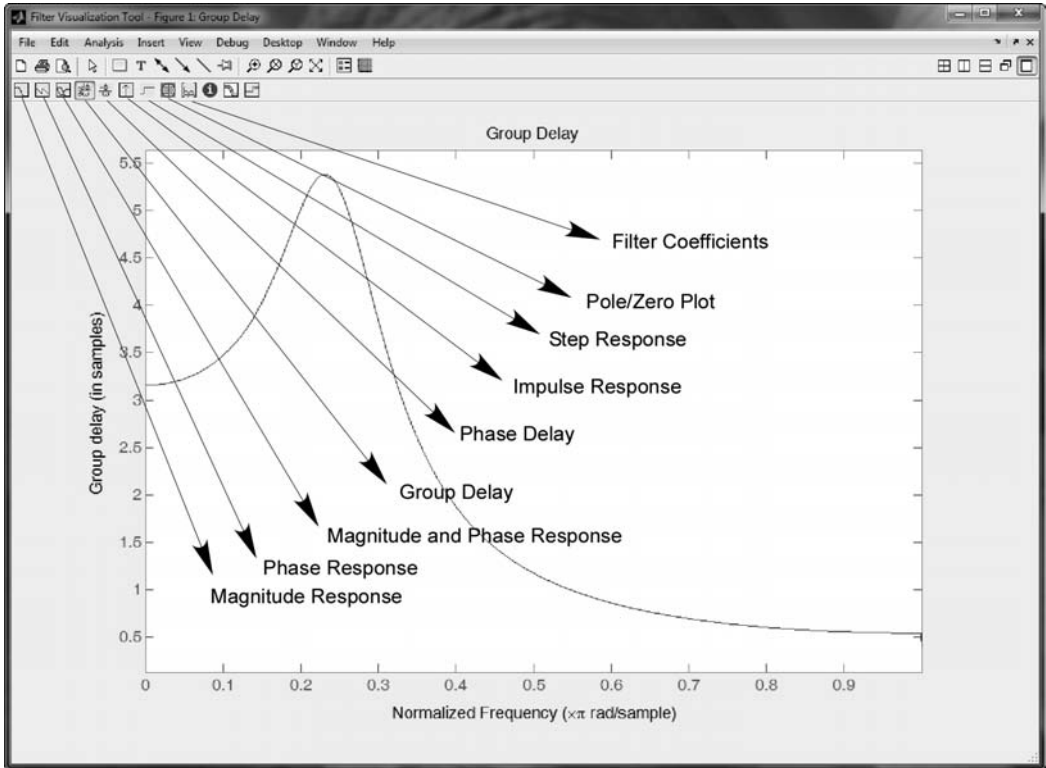 Filter Visualization Tool - Figure 1: Group Delay
File Edit Analysis Insert View Debug Desktop Window Help
Group Delay
5.5
5
4.5
4
3.5
3
2.5
2
1.5
1
0.5
Group delay (in samples)
Filter Coefficients
Pole/Zero Plot
Step Response
Impulse Response
Phase Delay
Group Delay
Magnitude and Phase Response
Phase Response
Magnitude Response
0 0.1 0.2 0.3 0.4 0.5 0.6 0.7 0.8 0.9
Normalized Frequency (×π rad/sample)